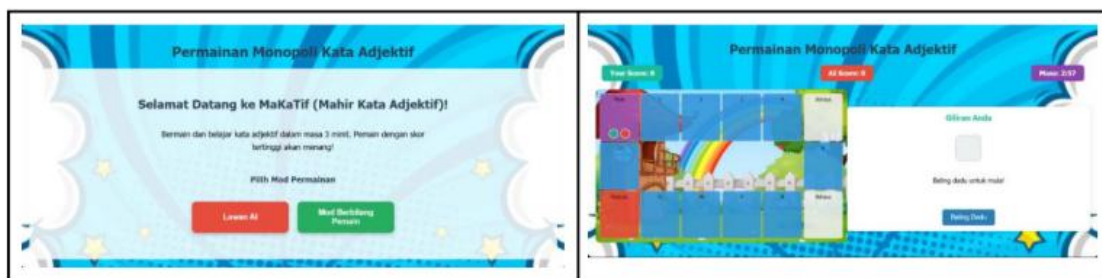 Permainan Monopoli Kata Adjektif
Selamat Datang ke MaKaTif (Mahir Kata Adjektif)!
Bermain dan belajar kata adjektif dalam masa 3 minit. Pemain dengan skor
tertinggi akan menang!
Pilih Mod Permainan
Lawan AI
Mod Berbilang
Pemain
Permainan Monopoli Kata Adjektif
Your Score: 0
AI Score: 0
Masa: 2:57
Giliran Anda
Baling dadu untuk mula!
Baling Dadu